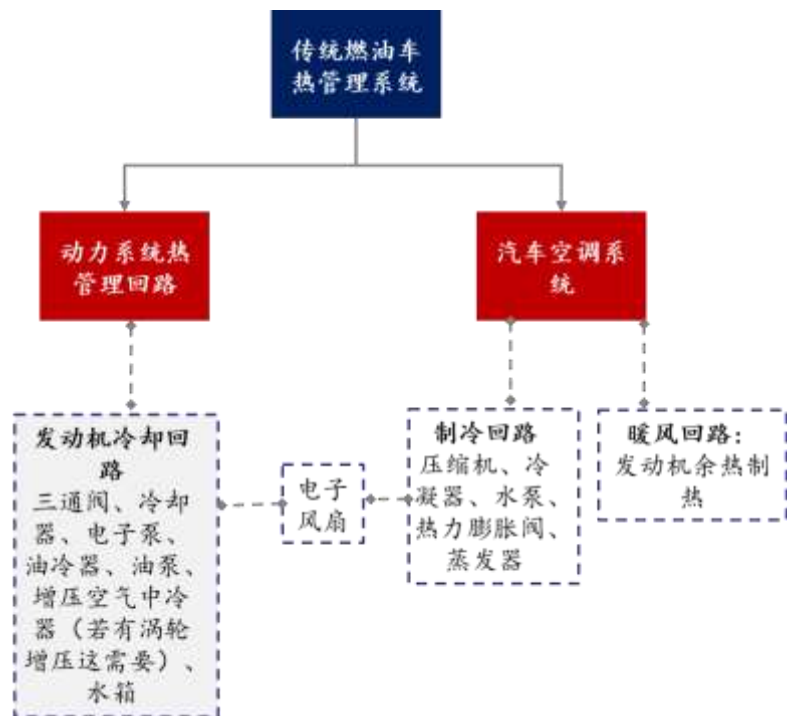 传统燃油车
热管理系统
动力系统热
管理回路
汽车空调系
统
发动机冷却回
路
三通阀、冷却
器、电子泵、
油冷器、油泵、
增压空气中冷
器（若有涡轮
增压这需要）、
水箱
电子
风扇
制冷回路
压缩机、冷
凝器、水泵、
热力膨胀阀、
蒸发器
暖风回路：
发动机余热制
热